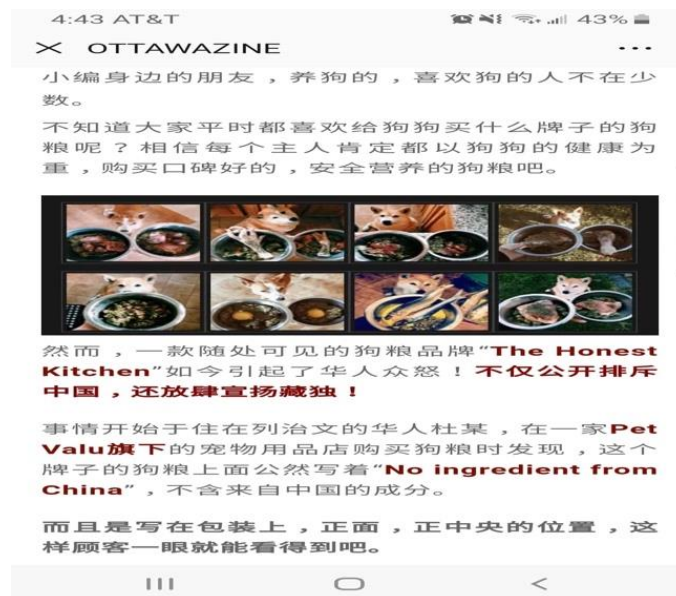 4:43 AT&T 43%
OTTAWAZINE
小编身边的朋友，养狗的，喜欢狗的人不在少
数。
不知道大家平时都喜欢给狗狗买什么牌子的狗
粮呢？相信每个主人肯定都以狗狗的健康为
重，购买口碑好的，安全营养的狗粮吧。
然而，一款随处可见的狗粮品牌“The Honest
Kitchen”如今引起了华人众怒！不仅公开排斥
中国，还放肆宣扬藏独！
事情开始于住在列治文的华人杜某，在一家Pet
Valu旗下的宠物用品店购买狗粮时发现，这个
牌子的狗粮上面公然写着“No ingredient from
China”，不含来自中国的成分。
而且是写在包装上，正面，正中央的位置，这
样顾客一眼就能看得到吧。